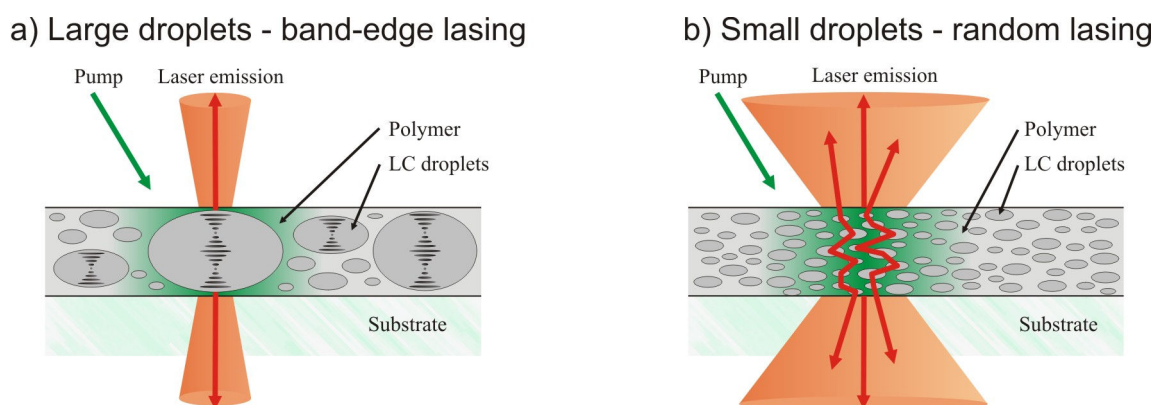 a) Large droplets - band-edge lasing
Pump
Laser emission
Polymer
LC droplets
Substrate
b) Small droplets - random lasing
Pump
Laser emission
LC droplets
Polymer
Substrate